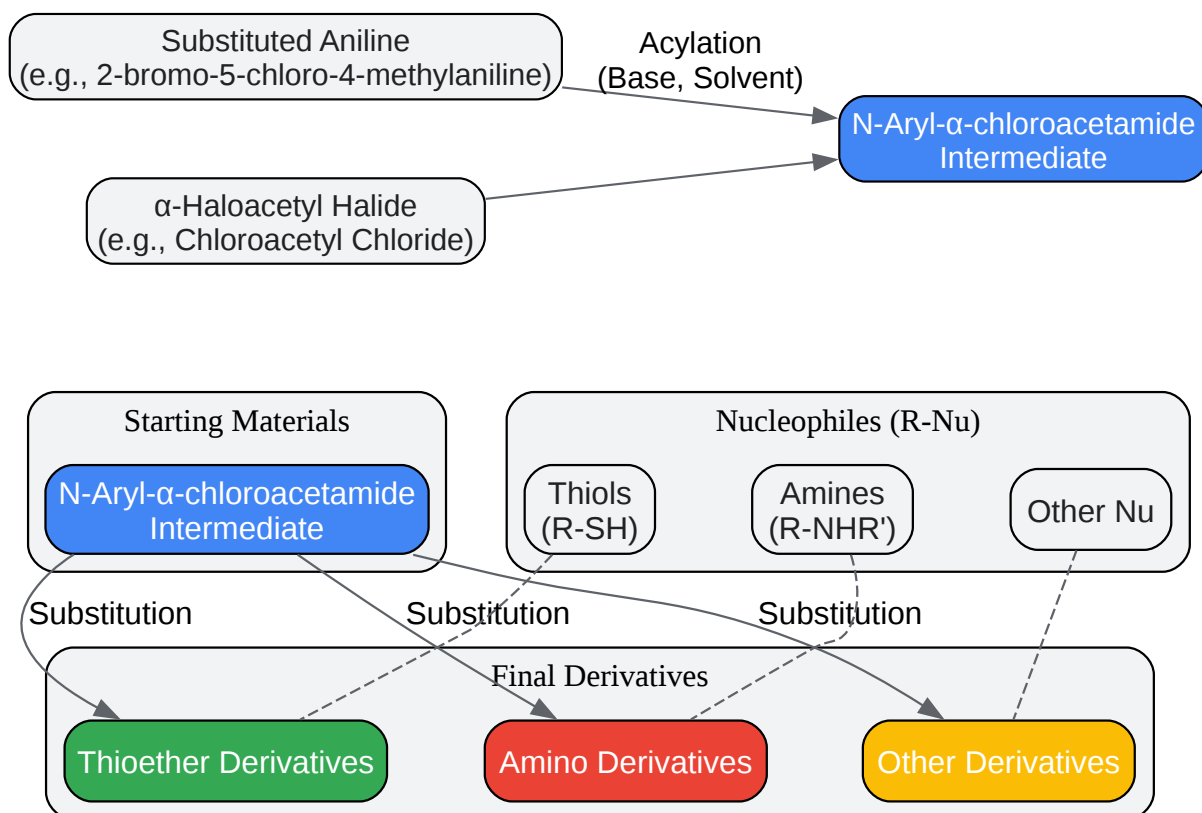 Substituted Aniline
(e.g., 2-bromo-5-chloro-4-methylaniline)
Acylation
(Base, Solvent)
N-Aryl-α-chloroacetamide
Intermediate
α-Haloacetyl Halide
(e.g., Chloroacetyl Chloride)
Starting Materials
N-Aryl-α-chloroacetamide
Intermediate
Nucleophiles (R-Nu)
Thiols
(R-SH)
Amines
(R-NHR')
Other Nu
Substitution
Substitution
Substitution
Final Derivatives
Thioether Derivatives
Amino Derivatives
Other Derivatives